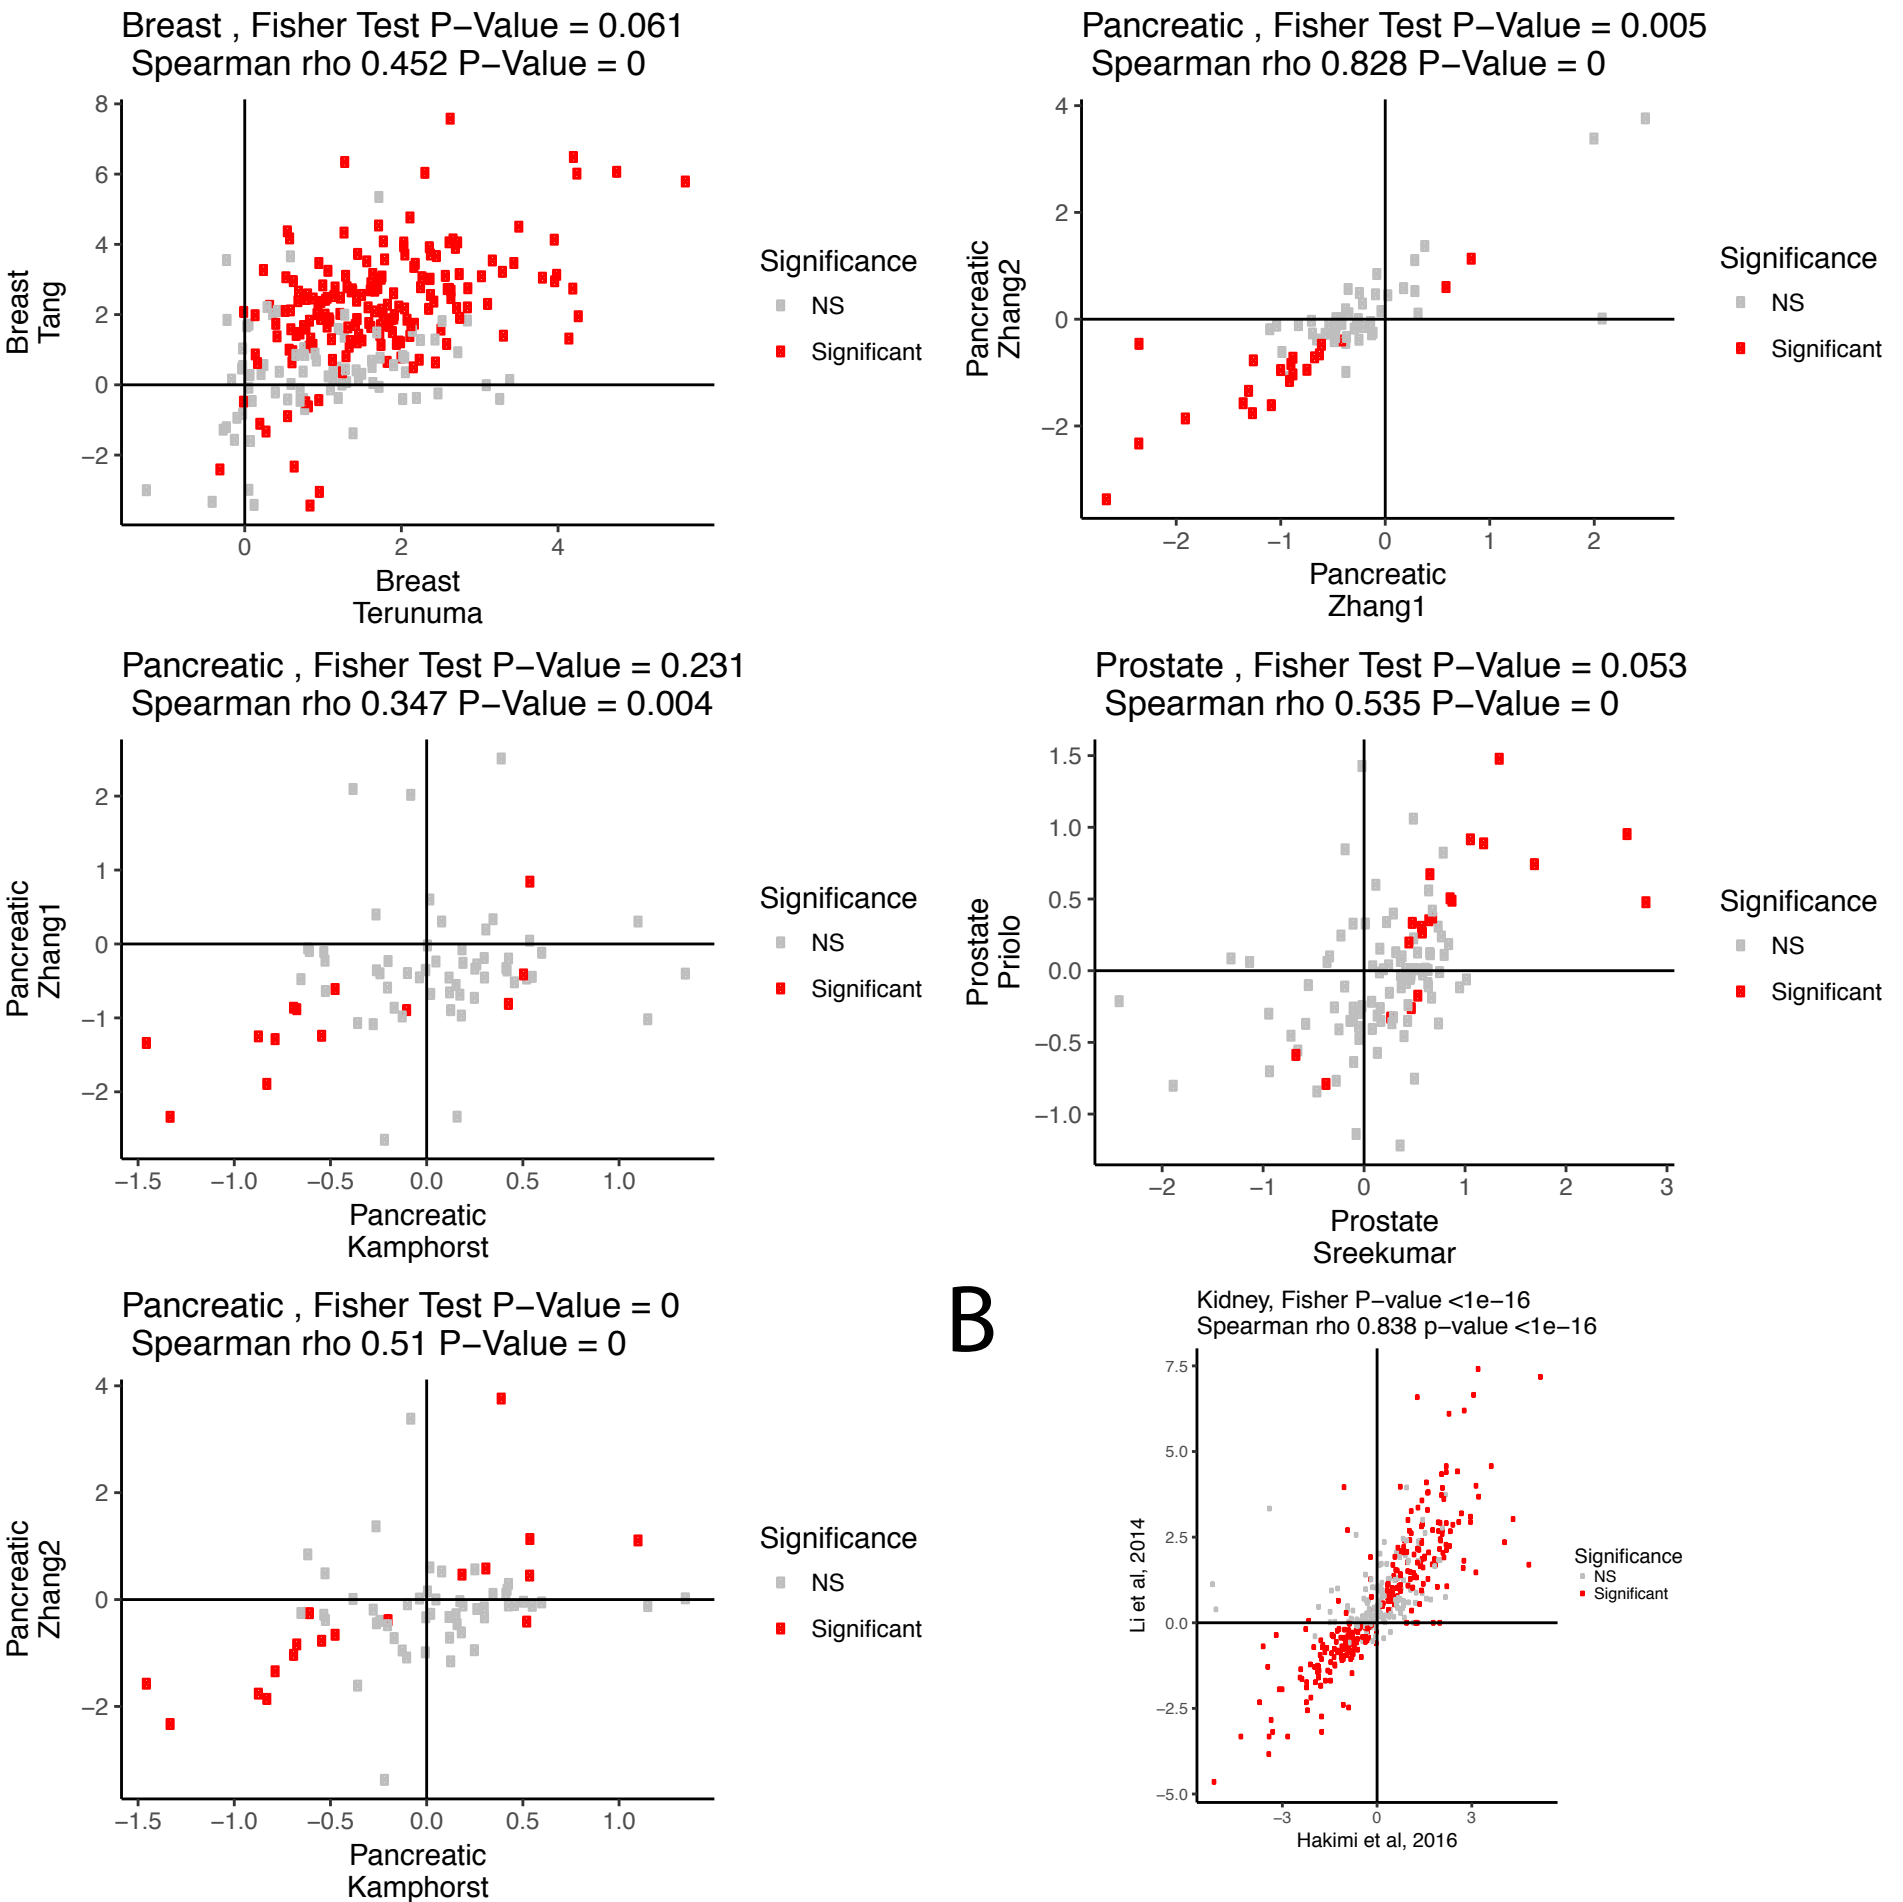 Breast , Fisher Test P−Value = 0.061
Spearman rho 0.452 P−Value = 0
8
6
4
2
0
−2
Breast
Tang
0
2
4
Breast
Terunuma
Significance
NS
Significant
Pancreatic , Fisher Test P−Value = 0.005
Spearman rho 0.828 P−Value = 0
4
2
0
−2
Pancreatic
Zhang2
−2
−1
0
1
2
Pancreatic
Zhang1
Significance
NS
Significant
Pancreatic , Fisher Test P−Value = 0.231
Spearman rho 0.347 P−Value = 0.004
2
1
0
−1
−2
Pancreatic
Zhang1
−1.5
−1.0
−0.5
0.0
0.5
1.0
Pancreatic
Kamphorst
Significance
NS
Significant
Prostate , Fisher Test P−Value = 0.053
Spearman rho 0.535 P−Value = 0
1.5
1.0
0.5
0.0
−0.5
−1.0
Prostate
Priolo
−2
−1
0
1
2
3
Prostate
Sreekumar
Significance
NS
Significant
Pancreatic , Fisher Test P−Value = 0
Spearman rho 0.51 P−Value = 0
4
2
0
−2
Pancreatic
Zhang2
−1.5
−1.0
−0.5
0.0
0.5
1.0
Pancreatic
Kamphorst
Significance
NS
Significant
B
Kidney, Fisher P−value <1e−16
Spearman rho 0.838 p−value <1e−16
7.5
5.0
2.5
0.0
−2.5
−5.0
Li et al, 2014
−3
0
3
Hakimi et al, 2016
Significance
NS
Significant